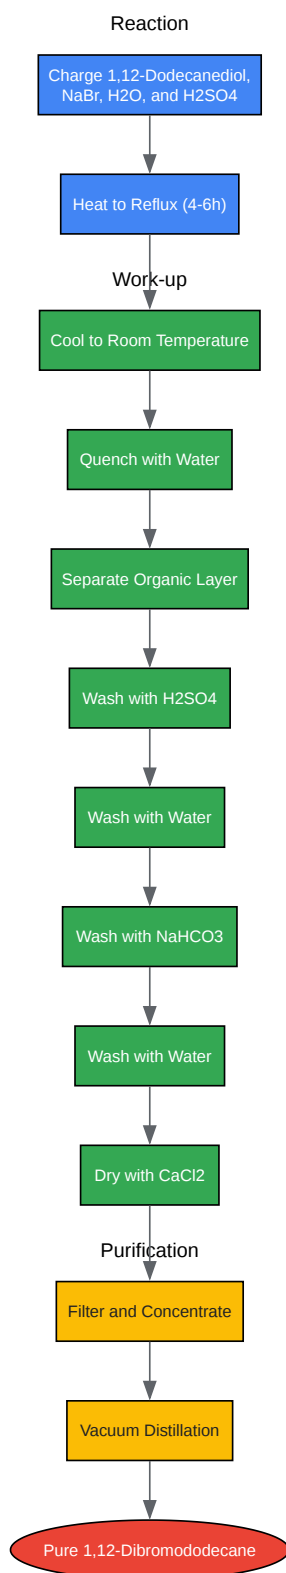 Reaction
Charge 1,12-Dodecanediol,
NaBr, H2O, and H2SO4
Heat to Reflux (4-6h)
Work-up
Cool to Room Temperature
Quench with Water
Separate Organic Layer
Wash with H2SO4
Wash with Water
Wash with NaHCO3
Wash with Water
Dry with CaCl2
Purification
Filter and Concentrate
Vacuum Distillation
Pure 1,12-Dibromododecane